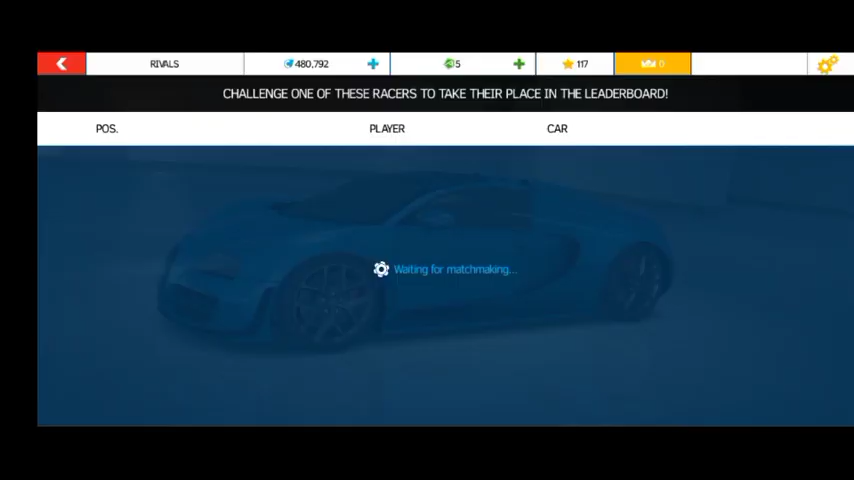 RIVALS 480,792 5 117 0
CHALLENGE ONE OF THESE RACERS TO TAKE THEIR PLACE IN THE LEADERBOARD!
POS. PLAYER CAR
Waiting for matchmaking...